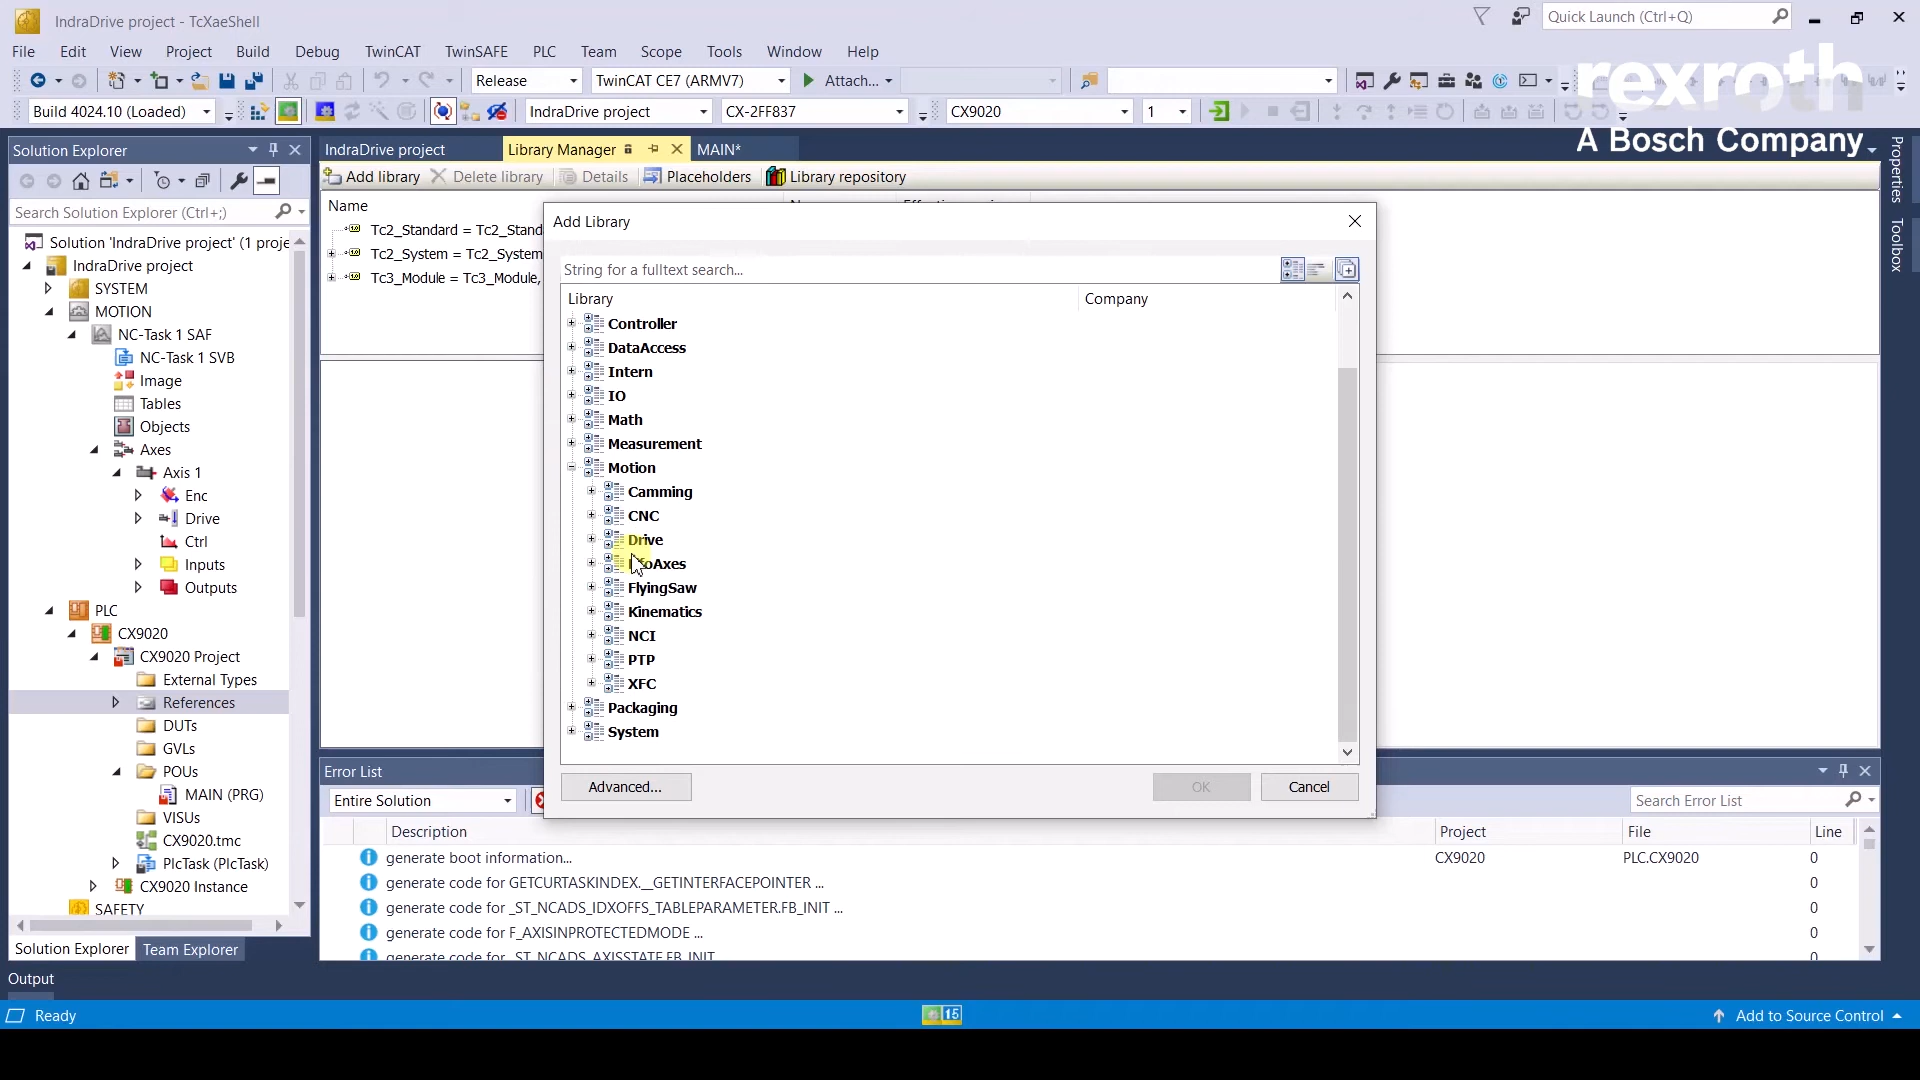 IndraDrive project - TcXaeShell
Quick Launch (Ctrl+Q)
File Edit View Project Build Debug TwinCAT TwinSAFE PLC Team Scope Tools Window Help
Release TwinCAT CE7 (ARMV7) Attach...
Build 4024.10 (Loaded) IndraDrive project CX-2FF837 CX9020 1
rexroth
A Bosch Company
Solution Explorer
Search Solution Explorer (Ctrl+;)
Solution 'IndraDrive project' (1 proje
IndraDrive project
SYSTEM
MOTION
NC-Task 1 SAF
NC-Task 1 SVB
Image
Tables
Objects
Axes
Axis 1
Enc
Drive
Ctrl
Inputs
Outputs
PLC
CX9020
CX9020 Project
External Types
References
DUTs
GVLs
POUs
MAIN (PRG)
VISUs
CX9020.tmc
PlcTask (PlcTask)
CX9020 Instance
SAFETY
Solution Explorer Team Explorer
IndraDrive project Library Manager MAIN*
Add library Delete library Details Placeholders Library repository
Name
Tc2_Standard = Tc2_Stand
Tc2_System = Tc2_System
Tc3_Module = Tc3_Module,
Add Library
String for a fulltext search...
Library Company
Controller
DataAccess
Intern
IO
Math
Measurement
Motion
Camming
CNC
Drive
oAxes
FlyingSaw
Kinematics
NCI
PTP
XFC
Packaging
System
Advanced... OK Cancel
Properties
Toolbox
Error List
Entire Solution Search Error List
Description Project File Line
generate boot information... CX9020 PLC.CX9020 0
generate code for GETCURTASKINDEX.__GETINTERFACEPOINTER ... 0
generate code for _ST_NCADS_IDXOFFS_TABLEPARAMETER.FB_INIT ... 0
generate code for F_AXISINPROTECTEDMODE ... 0
generate code for _ST_NCADS_AXISSTATE.FB_INIT 0
Output
Ready 15 Add to Source Control